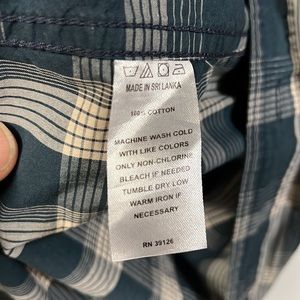 MADE IN SRI LANKA
100% COTTON
MACHINE WASH COLD
WITH LIKE COLORS
ONLY NON-CHLORINE
BLEACH IF NEEDED
TUMBLE DRY LOW
WARM IRON IF
NECESSARY
RN 39126